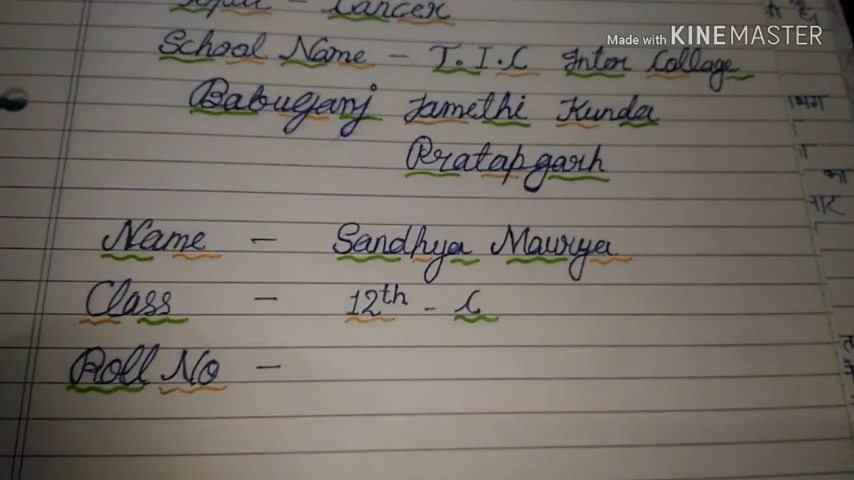 Topic - Cancer
Made with KINEMASTER
School Name - T.I.C Inter Collage
Babuganj Jamethi Kunda
Pratapgarh
Name - Sandhya Maurya
Class - 12th - C
Roll No -